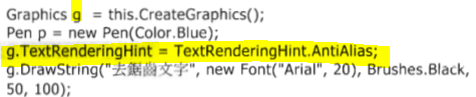 Graphics g = this.CreateGraphics();
Pen p = new Pen(Color.Blue);
g.TextRenderingHint = TextRenderingHint.AntiAlias;
g.DrawString("去鋸齒文字", new Font("Arial", 20), Brushes.Black,
50, 100);